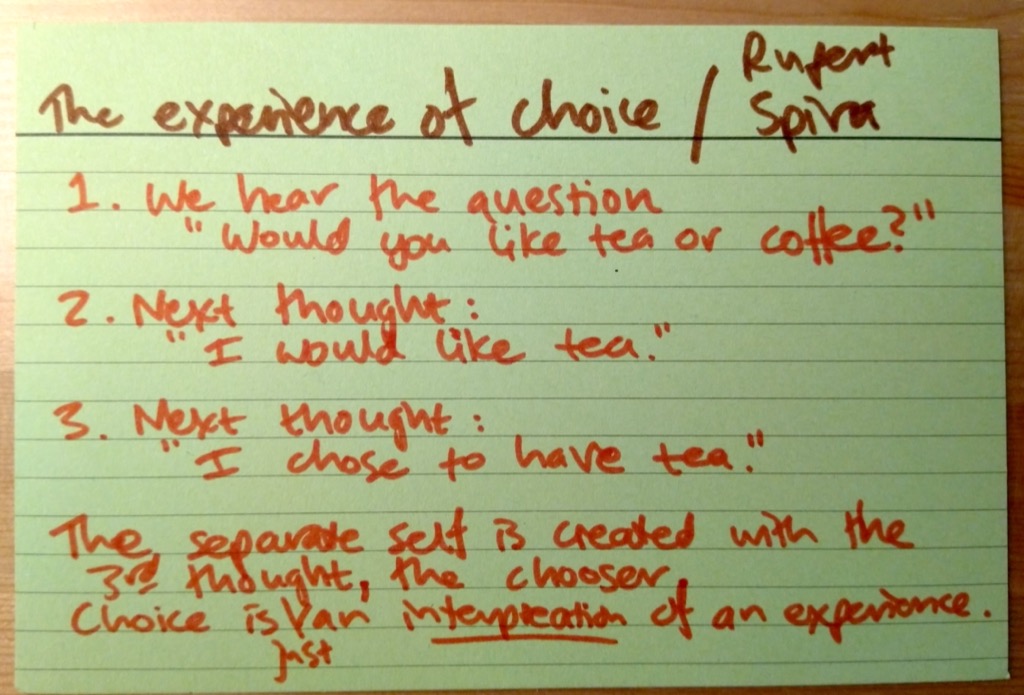 The experience of choice / Rupert Spira
1. We hear the question
"Would you like tea or coffee?"
2. Next thought:
"I would like tea."
3. Next thought:
"I chose to have tea."
The separate self is created with the
3rd thought, the chooser.
Choice is just an interpreation of an experience.